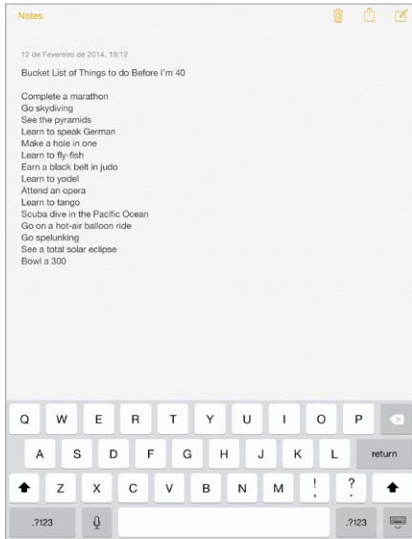 Notes
12 de Fevereiro de 2014, 18:12
Bucket List of Things to do Before I'm 40
Complete a marathon
Go skydiving
See the pyramids
Learn to speak German
Make a hole in one
Learn to fly-fish
Earn a black belt in judo
Learn to yodel
Attend an opera
Learn to tango
Scuba dive in the Pacific Ocean
Go on a hot-air balloon ride
Go spelunking
See a total solar eclipse
Bowl a 300
Q W E R T Y U I O P
A S D F G H J K L return
Z X C V B N M ! , ? .
.?123 .?123